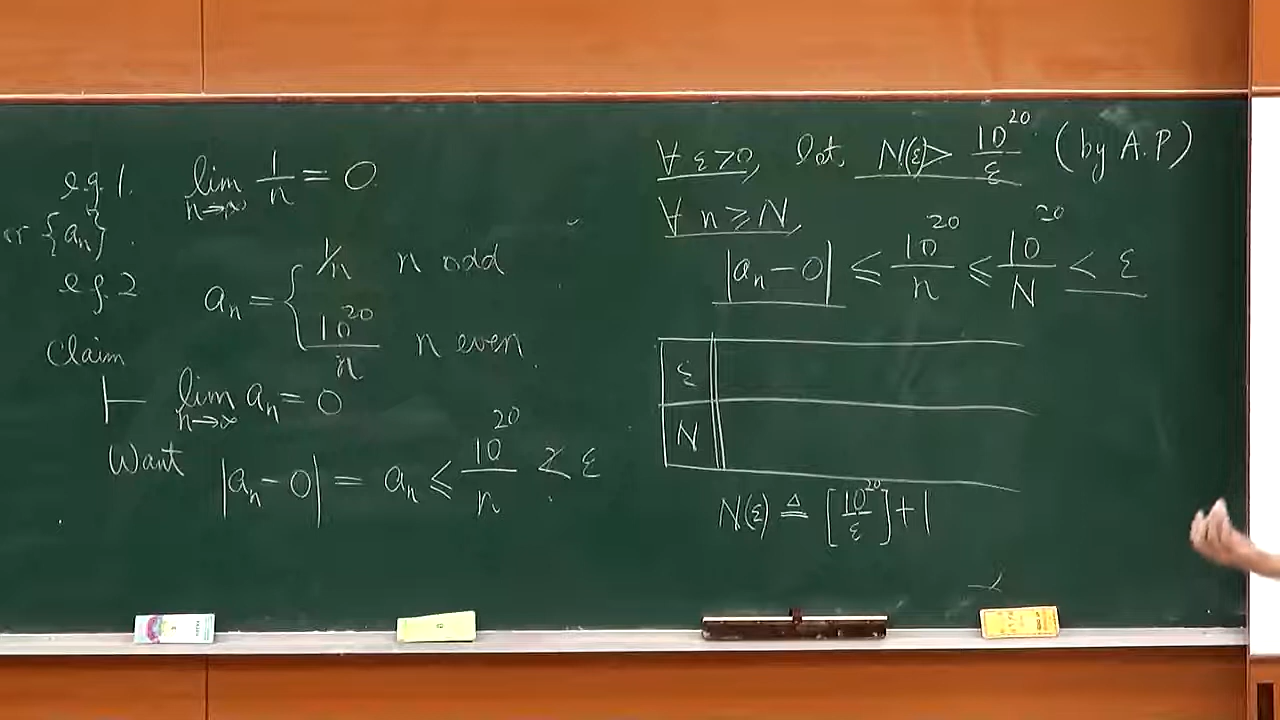 e.g 1. lim n→∞ 1/n = 0
or {aₙ}.
e.g. 2 aₙ = { 1/n n odd
10²⁰/n n even.
Claim
⊢ lim n→∞ aₙ = 0
Want |aₙ − 0| = aₙ ≤ 10²⁰/n < ε
∀ ε>0, let, N(ε) > 10²⁰/ε (by A.P)
∀ n ≥ N,
|aₙ − 0| ≤ 10²⁰/n ≤ 10²⁰/N < ε
ε
N
N(ε) ≜ [10²⁰/ε] + 1